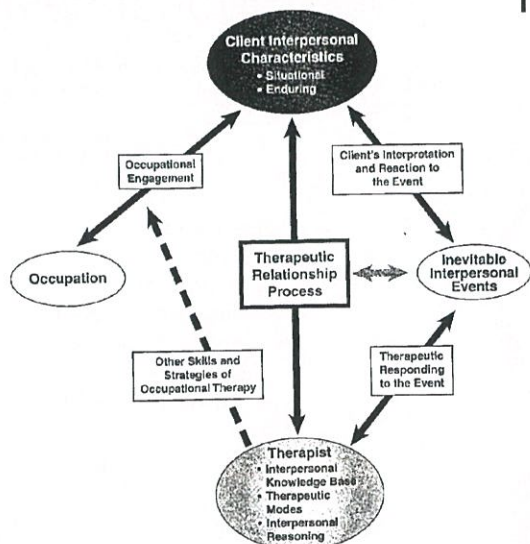 Client Interpersonal
Characteristics
• Situational
• Enduring
Occupational
Engagement
Client's Interpretation
and Reaction to
the Event
Occupation
Therapeutic
Relationship
Process
Inevitable
Interpersonal
Events
Other Skills and
Strategies of
Occupational Therapy
Therapeutic
Responding
to the Event
Therapist
• Interpersonal
Knowledge Base
• Therapeutic
Modes
• Interpersonal
Reasoning